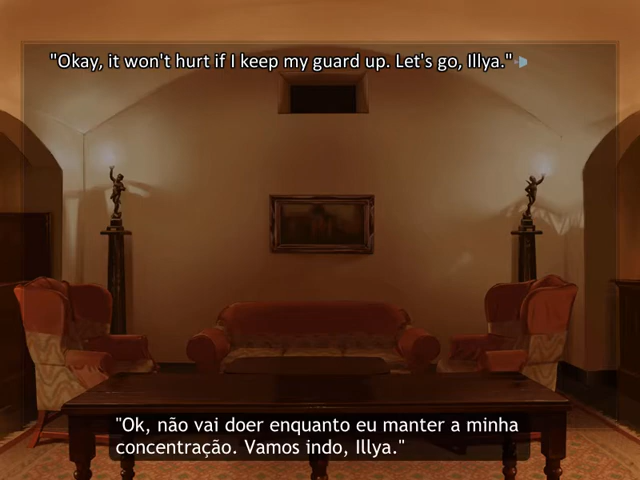 "Okay, it won't hurt if I keep my guard up. Let's go, Illya."
"Ok, não vai doer enquanto eu manter a minha
concentração. Vamos indo, Illya."